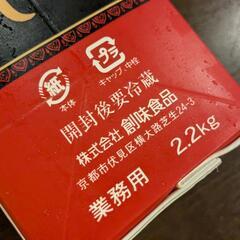 紙
プラ
本体
キャップ、中栓
開封後要冷蔵
株式会社 創味食品
京都市伏見区横大路芝生24-3
業務用
2.2kg